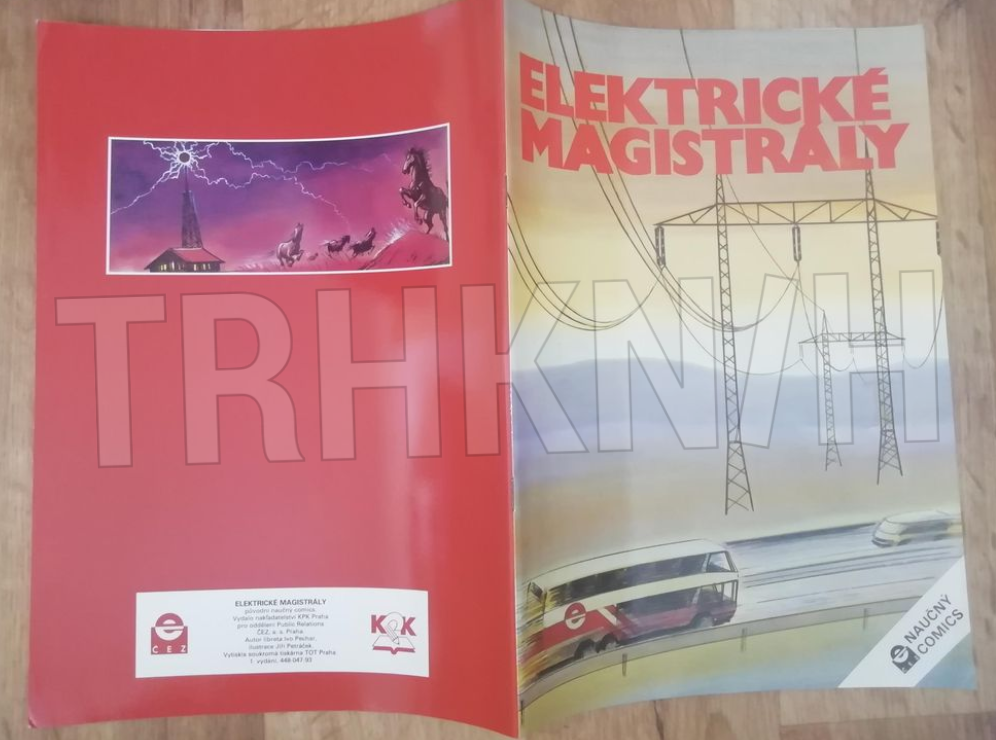 ELEKTRICKÉ
MAGISTRÁLY
TRHKNIH
ELEKTRICKÉ MAGISTRÁLY
původní naučný comics.
Vydalo nakladatelství KPK Praha
pro oddělení Public Relations
ČEZ, a. s. Praha.
Autor libreta Ivo Pechar,
ilustrace Jiří Petráček.
Vytiskla soukromá tiskárna TOT Praha.
1. vydání, 449-047-93
e
ČEZ
KPK
e
e NAUČNÝ
COMICS